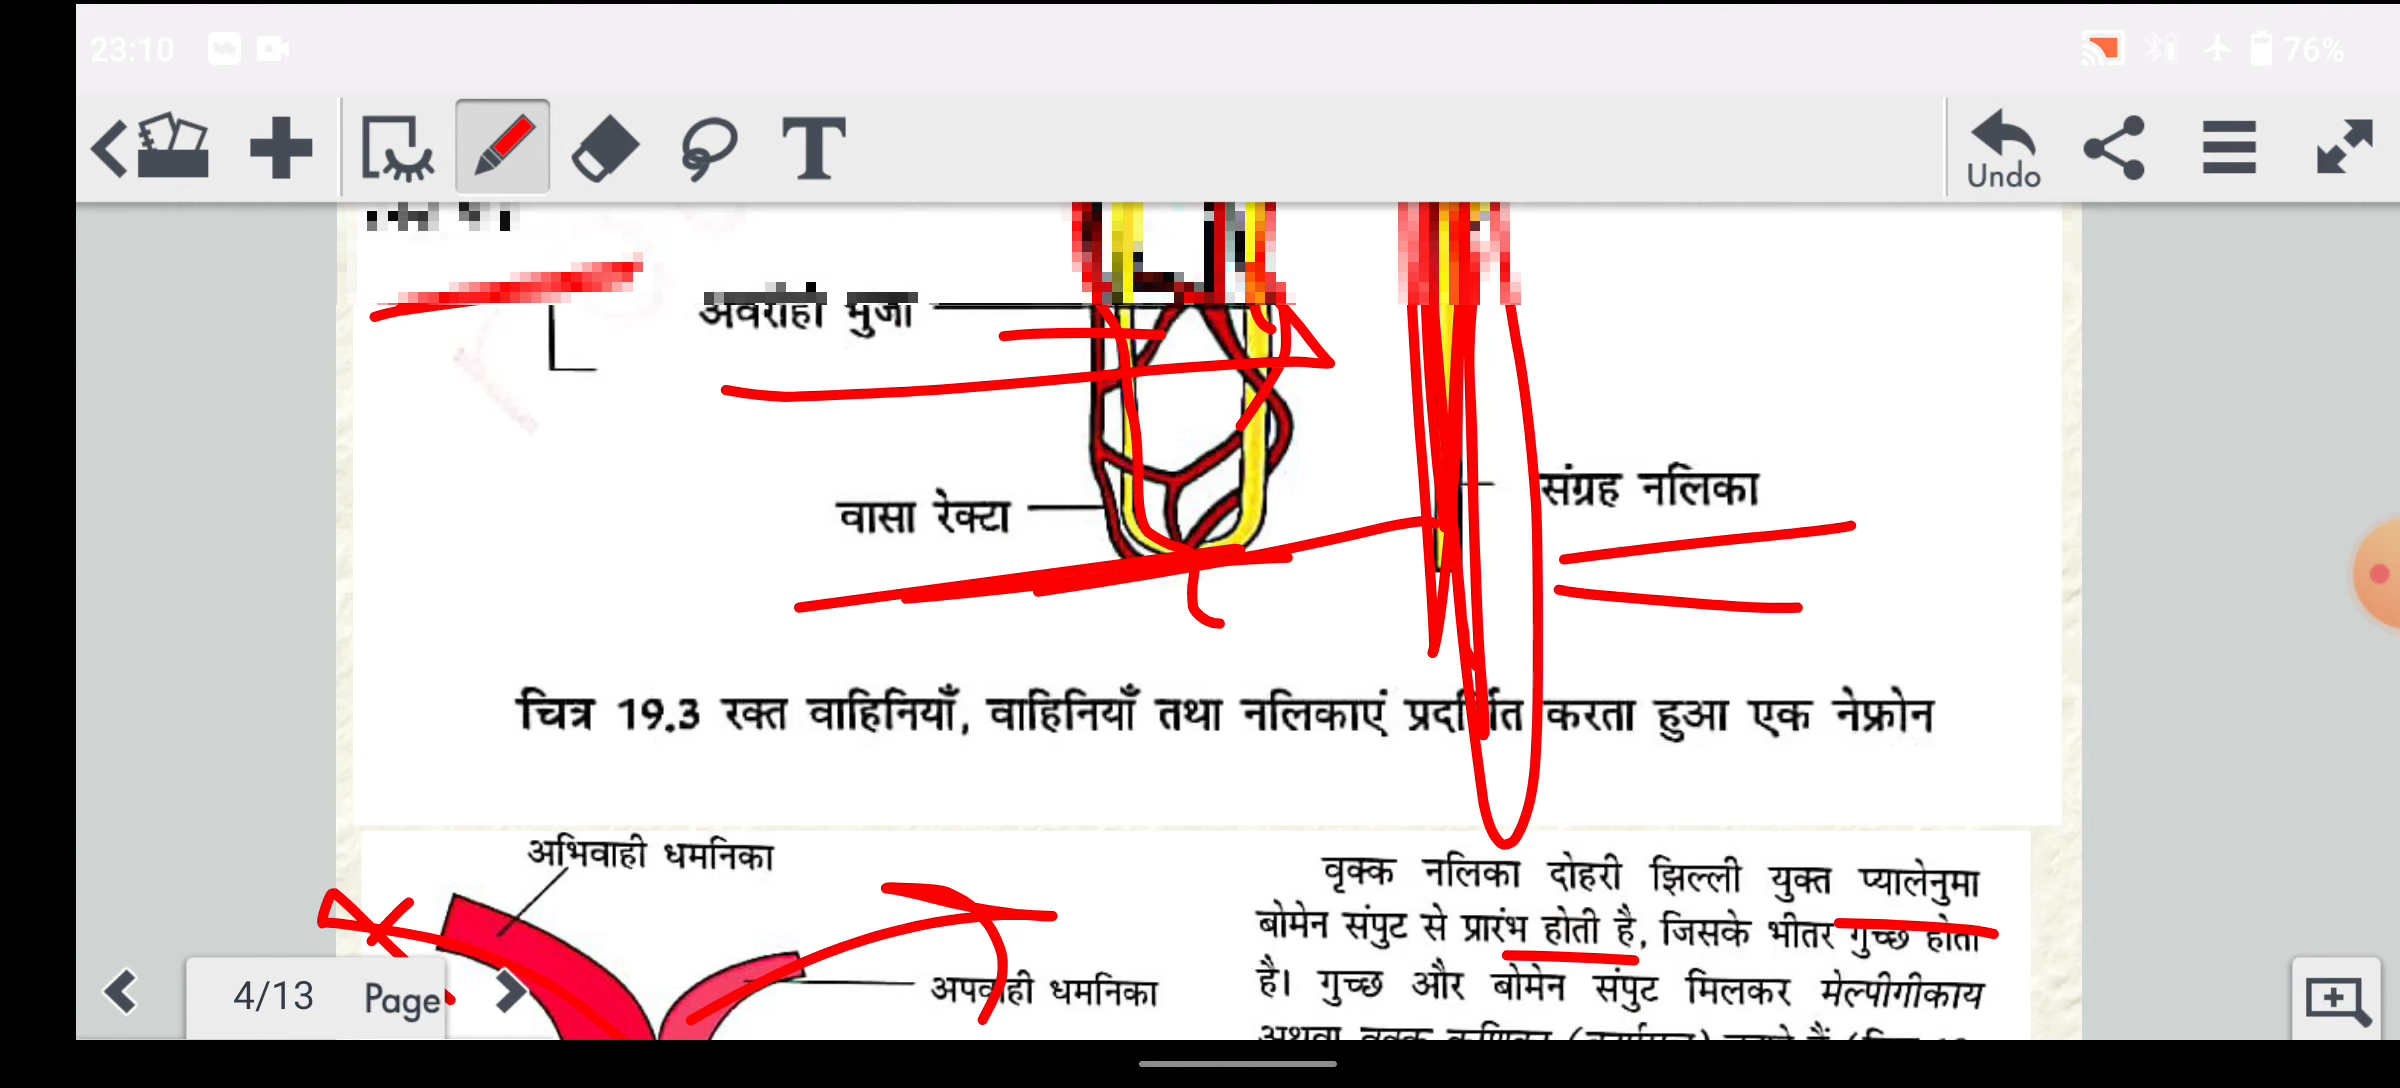 23:10
76%
Undo
अवरोही भुजा
वासा रेक्टा
संग्रह नलिका
चित्र 19.3 रक्त वाहिनियाँ, वाहिनियाँ तथा नलिकाएं प्रदर्शित करता हुआ एक नेफ्रोन
अभिवाही धमनिका
अपवाही धमनिका
वृक्क नलिका दोहरी झिल्ली युक्त प्यालेनुमा
बोमेन संपुट से प्रारंभ होती है, जिसके भीतर गुच्छ होता
है। गुच्छ और बोमेन संपुट मिलकर मेल्पीगीकाय
अथवा वृक्क
4/13 Page